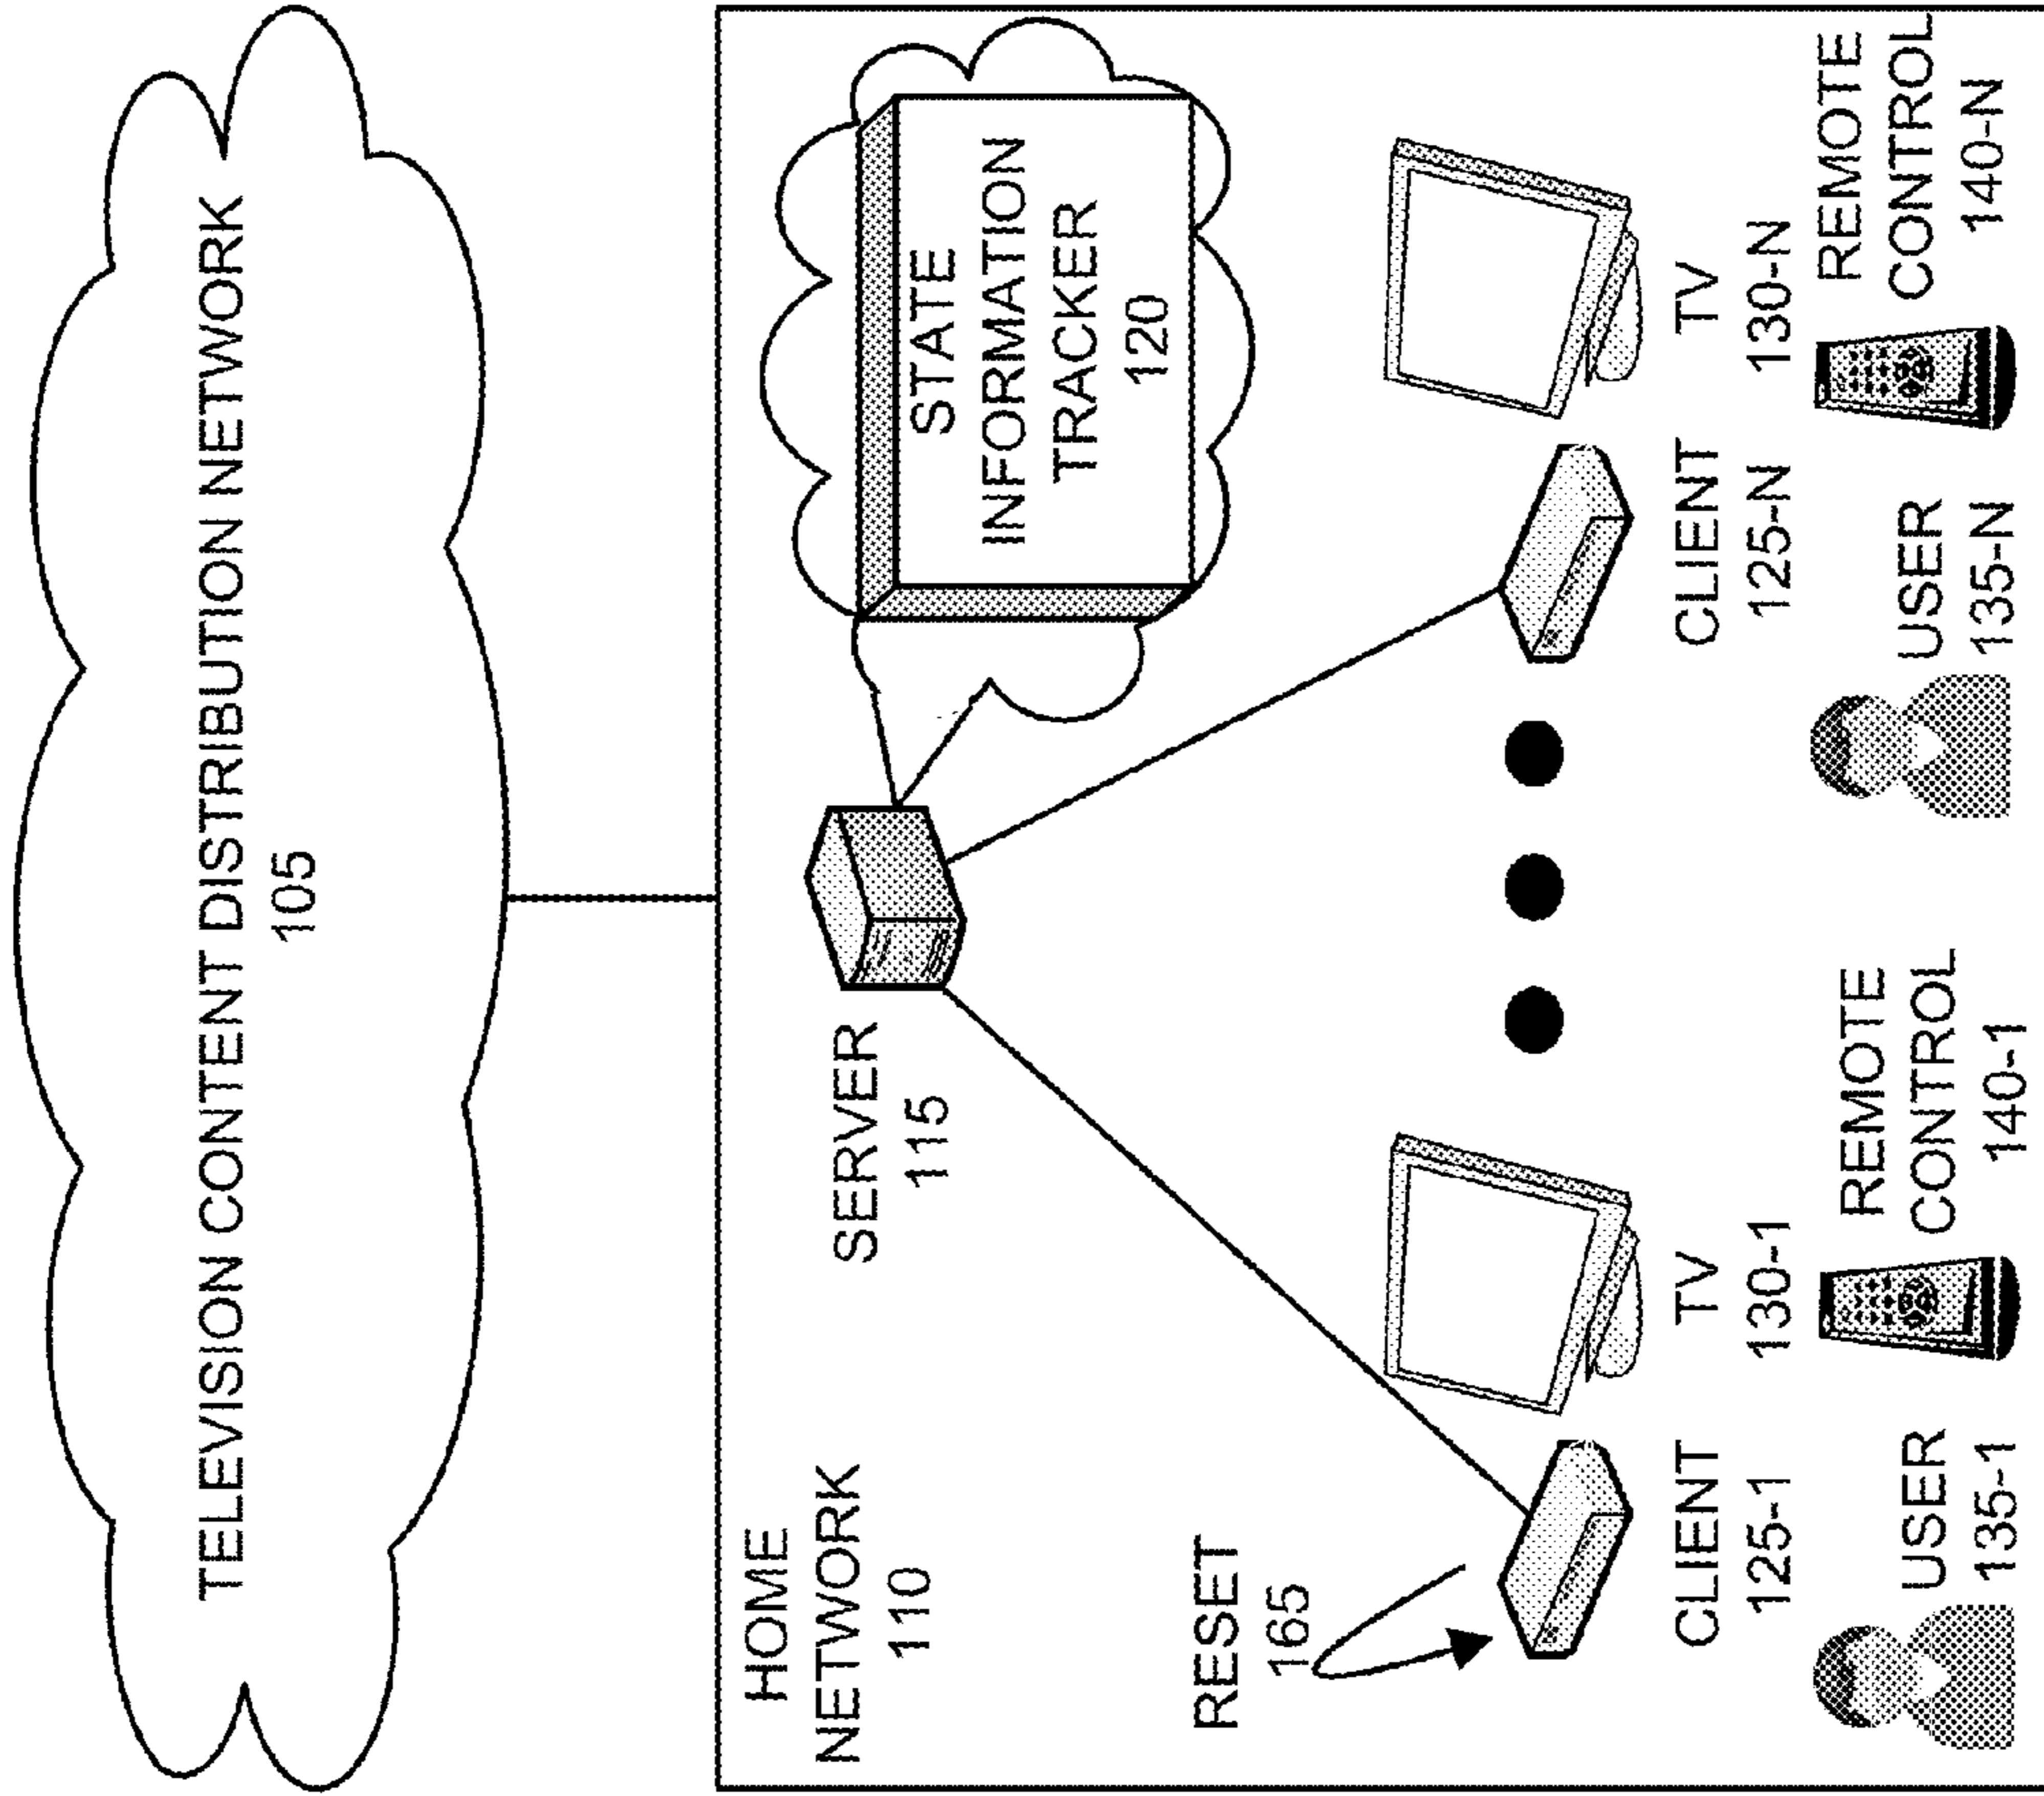 TELEVISION CONTENT DISTRIBUTION NETWORK
105
HOME
NETWORK
110
SERVER
115
STATE
INFORMATION
TRACKER
120
RESET
165
CLIENT
125-1
TV
130-1
CLIENT
125-N
TV
130-N
USER
135-1
REMOTE
CONTROL
140-1
USER
135-N
REMOTE
CONTROL
140-N